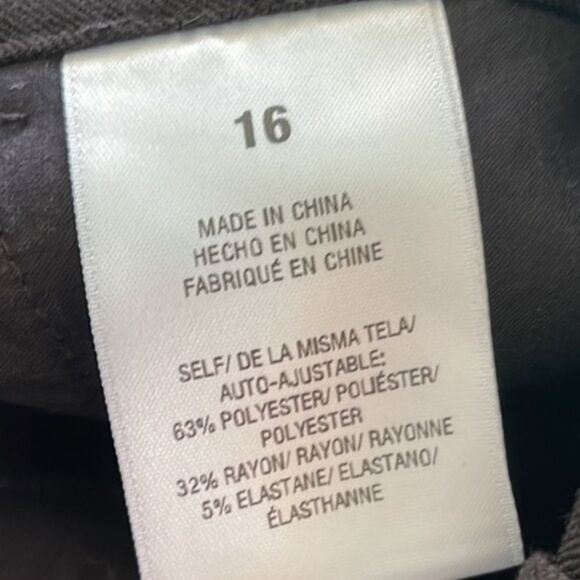 16
MADE IN CHINA
HECHO EN CHINA
FABRIQUÉ EN CHINE
SELF/ DE LA MISMA TELA/
AUTO-AJUSTABLE:
63% POLYESTER/ POLIÉSTER/
POLYESTER
32% RAYON/ RAYON/ RAYONNE
5% ELASTANE/ ELASTANO/
ÉLASTHANNE